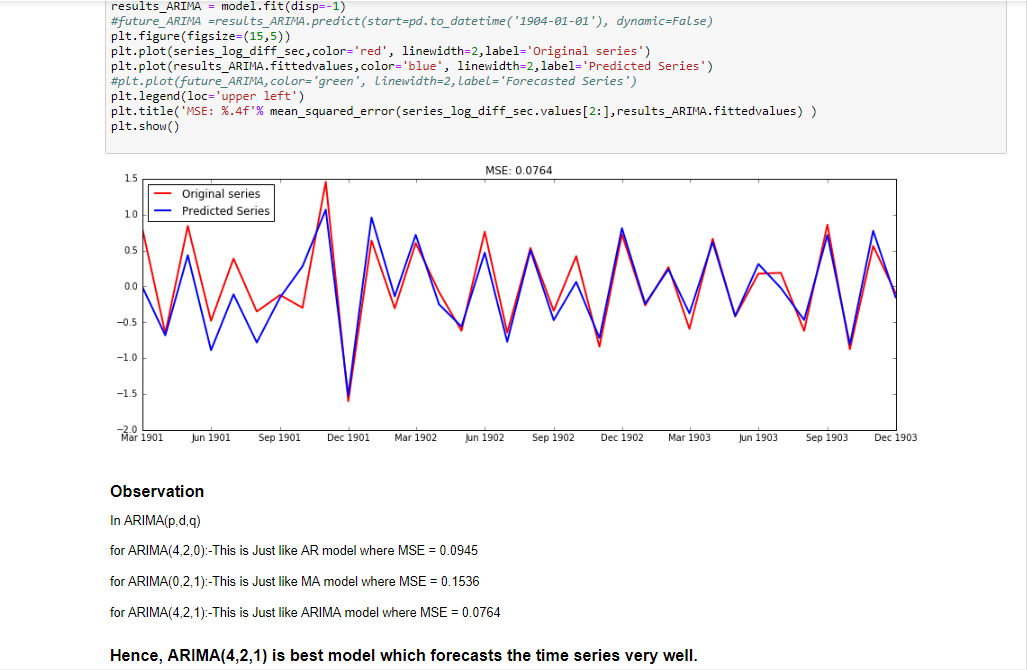 results_ARIMA = model.fit(disp=-1)
#future_ARIMA =results_ARIMA.predict(start=pd.to_datetime('1904-01-01'), dynamic=False)
plt.figure(figsize=(15,5))
plt.plot(series_log_diff_sec,color='red', linewidth=2,label='Original series')
plt.plot(results_ARIMA.fittedvalues,color='blue', linewidth=2,label='Predicted Series')
#plt.plot(future_ARIMA,color='green', linewidth=2,label='Forecasted Series')
plt.legend(loc='upper left')
plt.title('MSE: %.4f'% mean_squared_error(series_log_diff_sec.values[2:],results_ARIMA.fittedvalues) )
plt.show()
MSE: 0.0764
Original series
Predicted Series
1.5
1.0
0.5
0.0
−0.5
−1.0
−1.5
−2.0
Mar 1901 Jun 1901 Sep 1901 Dec 1901 Mar 1902 Jun 1902 Sep 1902 Dec 1902 Mar 1903 Jun 1903 Sep 1903 Dec 1903
Observation
In ARIMA(p,d,q)
for ARIMA(4,2,0):-This is Just like AR model where MSE = 0.0945
for ARIMA(0,2,1):-This is Just like MA model where MSE = 0.1536
for ARIMA(4,2,1):-This is Just like ARIMA model where MSE = 0.0764
Hence, ARIMA(4,2,1) is best model which forecasts the time series very well.